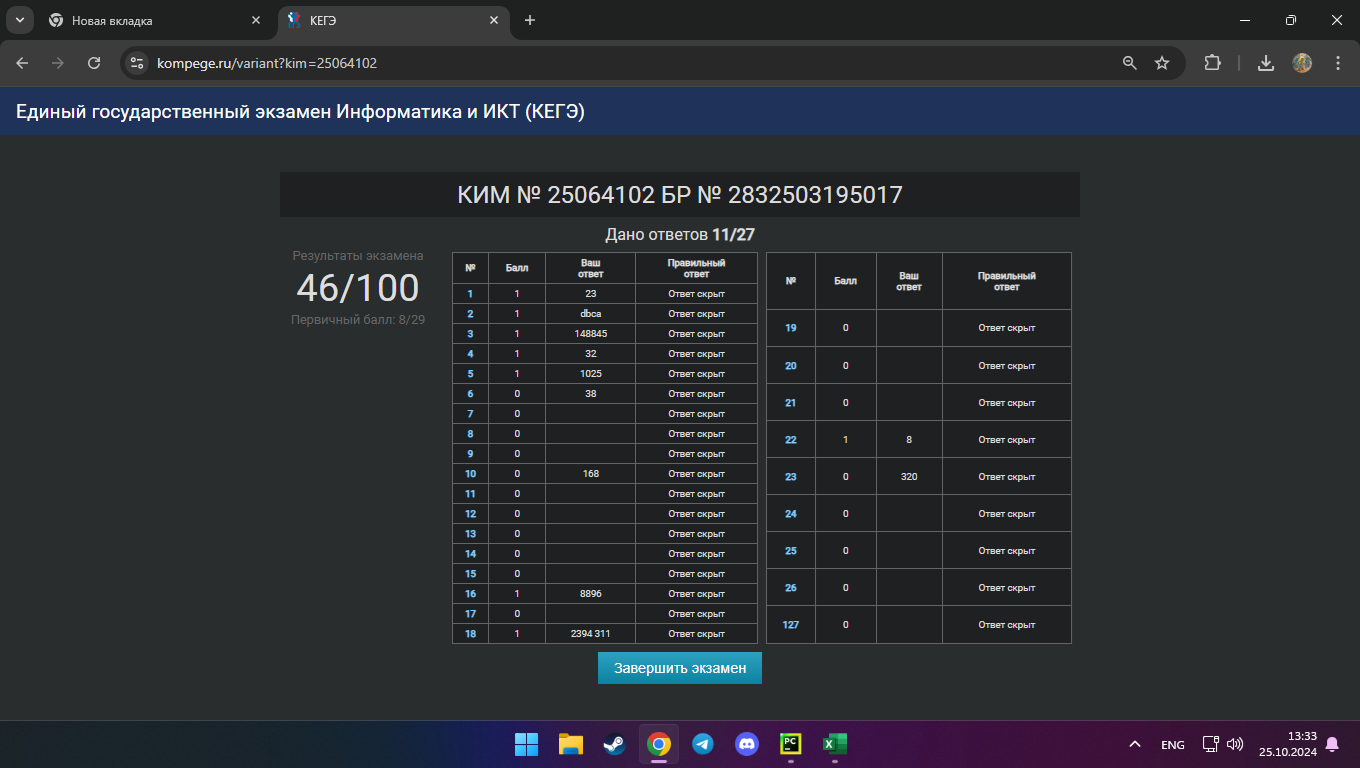 Новая вкладка
КЕГЭ
kompege.ru/variant?kim=25064102
Единый государственный экзамен Информатика и ИКТ (КЕГЭ)
КИМ № 25064102 БР № 2832503195017
Дано ответов 11/27
Результаты экзамена
46/100
Первичный балл: 8/29
№ Балл Ваш ответ Правильный ответ
1 1 23 Ответ скрыт
2 1 dbca Ответ скрыт
3 1 148845 Ответ скрыт
4 1 32 Ответ скрыт
5 1 1025 Ответ скрыт
6 0 38 Ответ скрыт
7 0 Ответ скрыт
8 0 Ответ скрыт
9 0 Ответ скрыт
10 0 168 Ответ скрыт
11 0 Ответ скрыт
12 0 Ответ скрыт
13 0 Ответ скрыт
14 0 Ответ скрыт
15 0 Ответ скрыт
16 1 8896 Ответ скрыт
17 0 Ответ скрыт
18 1 2394 311 Ответ скрыт
№ Балл Ваш ответ Правильный ответ
19 0 Ответ скрыт
20 0 Ответ скрыт
21 0 Ответ скрыт
22 1 8 Ответ скрыт
23 0 320 Ответ скрыт
24 0 Ответ скрыт
25 0 Ответ скрыт
26 0 Ответ скрыт
127 0 Ответ скрыт
Завершить экзамен
PC
X
ENG
13:33
25.10.2024